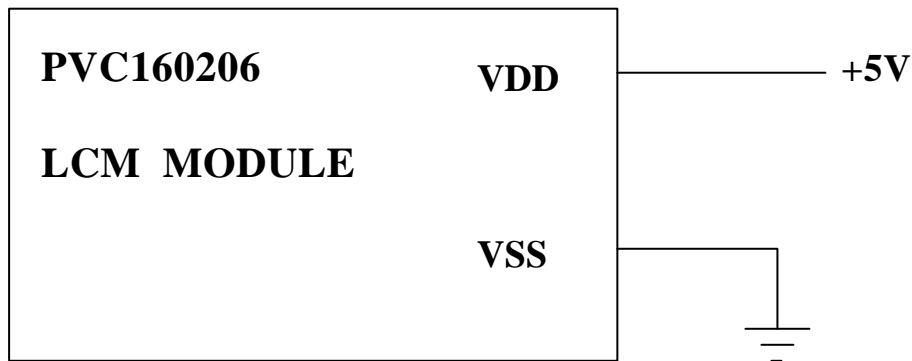 PVC160206
VDD
+5V
LCM MODULE
VSS